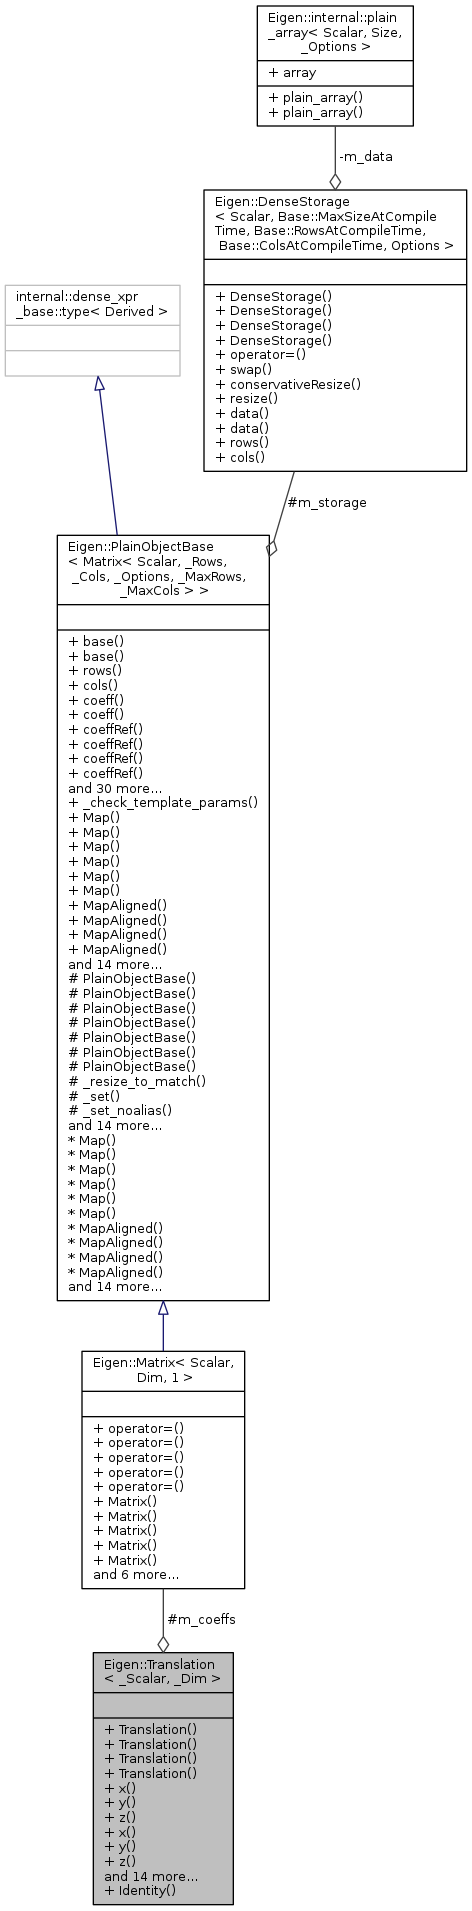 Eigen::internal::plain
_array< Scalar, Size,
_Options >
+ array
+ plain_array()
+ plain_array()
-m_data
Eigen::DenseStorage
< Scalar, Base::MaxSizeAtCompile
Time, Base::RowsAtCompileTime,
Base::ColsAtCompileTime, Options >
+ DenseStorage()
+ DenseStorage()
+ DenseStorage()
+ DenseStorage()
+ operator=()
+ swap()
+ conservativeResize()
+ resize()
+ data()
+ data()
+ rows()
+ cols()
internal::dense_xpr
_base::type< Derived >
#m_storage
Eigen::PlainObjectBase
< Matrix< Scalar, _Rows,
_Cols, _Options, _MaxRows,
_MaxCols > >
+ base()
+ base()
+ rows()
+ cols()
+ coeff()
+ coeff()
+ coeffRef()
+ coeffRef()
+ coeffRef()
+ coeffRef()
and 30 more...
+ _check_template_params()
+ Map()
+ Map()
+ Map()
+ Map()
+ Map()
+ Map()
+ MapAligned()
+ MapAligned()
+ MapAligned()
+ MapAligned()
and 14 more...
# PlainObjectBase()
# PlainObjectBase()
# PlainObjectBase()
# PlainObjectBase()
# PlainObjectBase()
# PlainObjectBase()
# PlainObjectBase()
# _resize_to_match()
# _set()
# _set_noalias()
and 14 more...
* Map()
* Map()
* Map()
* Map()
* Map()
* Map()
* MapAligned()
* MapAligned()
* MapAligned()
* MapAligned()
and 14 more...
Eigen::Matrix< Scalar,
Dim, 1 >
+ operator=()
+ operator=()
+ operator=()
+ operator=()
+ operator=()
+ Matrix()
+ Matrix()
+ Matrix()
+ Matrix()
+ Matrix()
and 6 more...
#m_coeffs
Eigen::Translation
< _Scalar, _Dim >
+ Translation()
+ Translation()
+ Translation()
+ Translation()
+ x()
+ y()
+ z()
+ x()
+ y()
+ z()
and 14 more...
+ Identity()